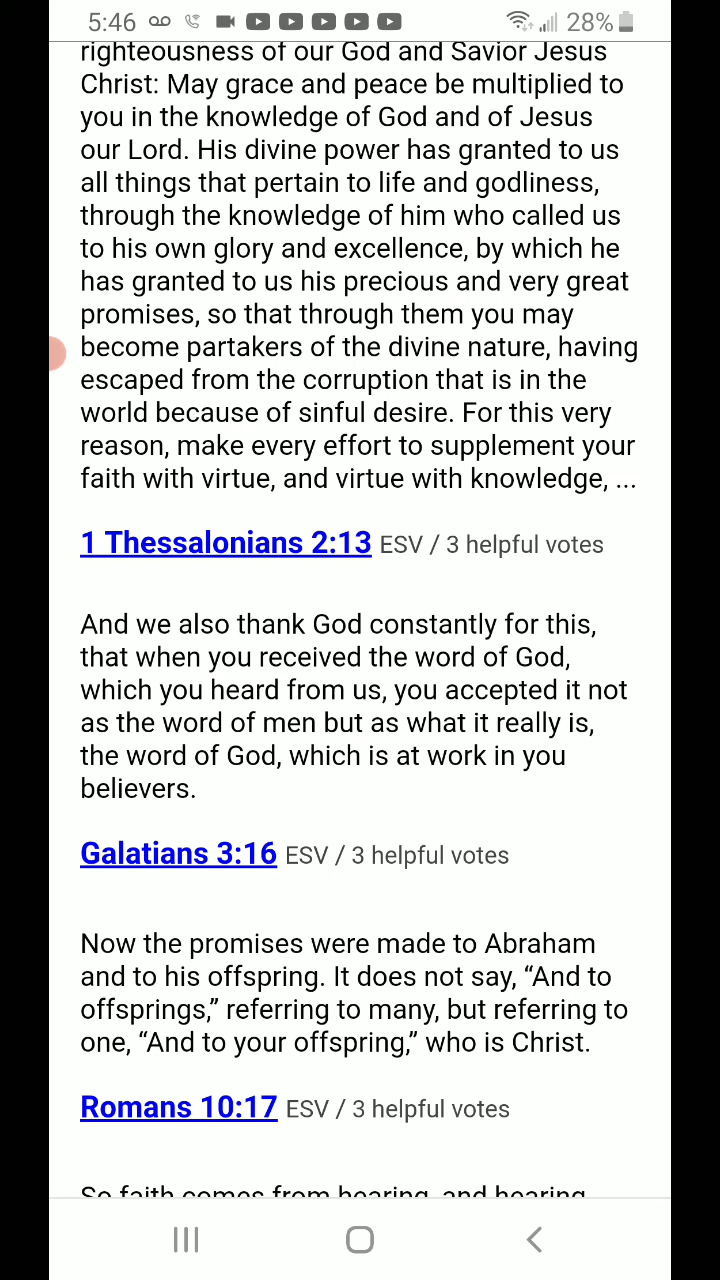 5:46 28%
righteousness of our God and Savior Jesus
Christ: May grace and peace be multiplied to
you in the knowledge of God and of Jesus
our Lord. His divine power has granted to us
all things that pertain to life and godliness,
through the knowledge of him who called us
to his own glory and excellence, by which he
has granted to us his precious and very great
promises, so that through them you may
become partakers of the divine nature, having
escaped from the corruption that is in the
world because of sinful desire. For this very
reason, make every effort to supplement your
faith with virtue, and virtue with knowledge, ...
1 Thessalonians 2:13 ESV / 3 helpful votes
And we also thank God constantly for this,
that when you received the word of God,
which you heard from us, you accepted it not
as the word of men but as what it really is,
the word of God, which is at work in you
believers.
Galatians 3:16 ESV / 3 helpful votes
Now the promises were made to Abraham
and to his offspring. It does not say, “And to
offsprings,” referring to many, but referring to
one, “And to your offspring,” who is Christ.
Romans 10:17 ESV / 3 helpful votes
So faith comes from hearing, and hearing